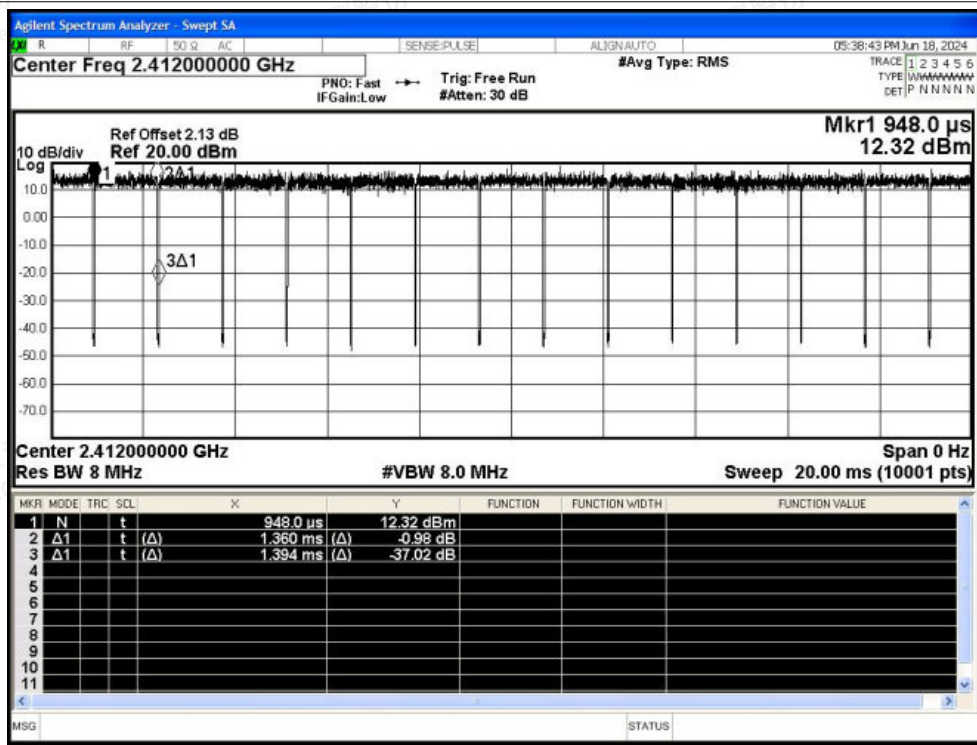 Agilent Spectrum Analyzer - Swept SA
LXI R RF 50 Ω AC SENSE:PULSE ALIGNAUTO 05:38:43 PM Jun 18, 2024
Center Freq 2.412000000 GHz #Avg Type: RMS TRACE 1 2 3 4 5 6
PNO: Fast Trig: Free Run TYPE WWWWWW
IFGain:Low #Atten: 30 dB DET P N N N N N
Mkr1 948.0 µs
Ref Offset 2.13 dB
10 dB/div Ref 20.00 dBm 12.32 dBm
Log
1 2Δ1
10.0
0.00
-10.0
3Δ1
-20.0
-30.0
-40.0
-50.0
-60.0
-70.0
Center 2.412000000 GHz Span 0 Hz
Res BW 8 MHz #VBW 8.0 MHz Sweep 20.00 ms (10001 pts)
MKR MODE TRC SCL X Y FUNCTION FUNCTION WIDTH FUNCTION VALUE
1 N t 948.0 µs 12.32 dBm
2 Δ1 t (Δ) 1.360 ms (Δ) -0.98 dB
3 Δ1 t (Δ) 1.394 ms (Δ) -37.02 dB
4
5
6
7
8
9
10
11
MSG STATUS